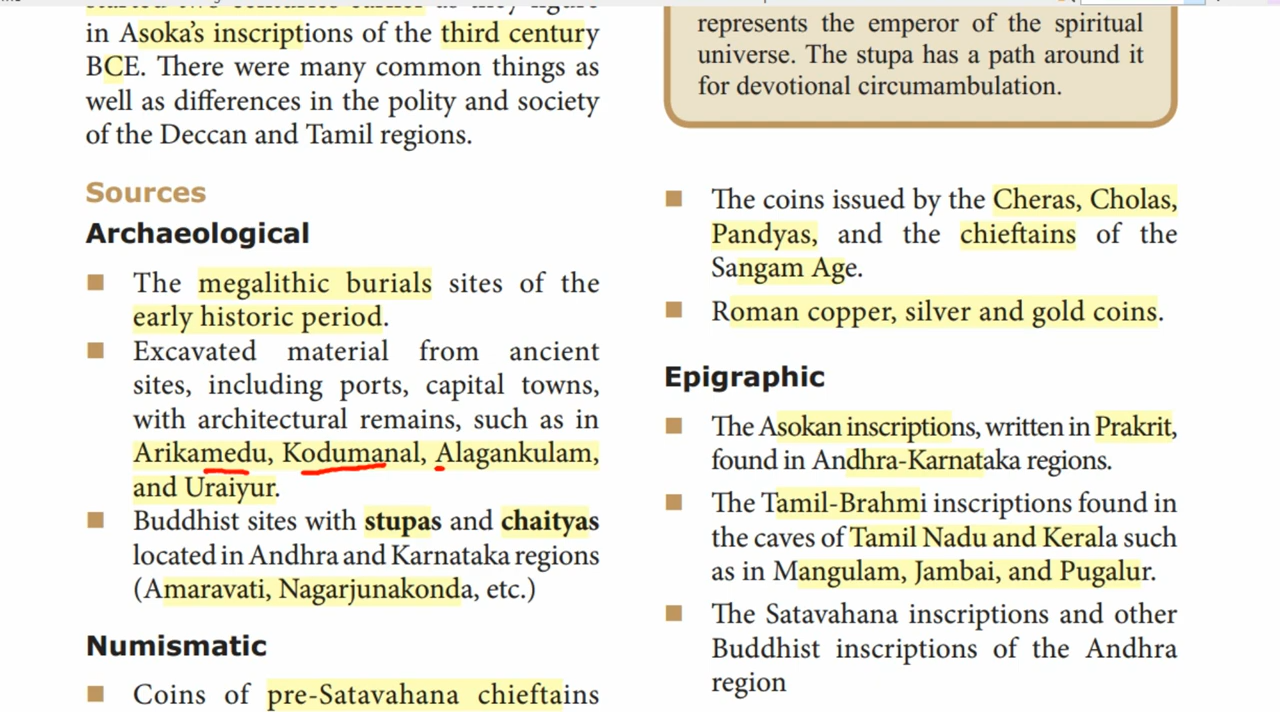 in Asoka's inscriptions of the third century
BCE. There were many common things as
well as differences in the polity and society
of the Deccan and Tamil regions.
Sources
Archaeological
■ The megalithic burials sites of the
early historic period.
■ Excavated material from ancient
sites, including ports, capital towns,
with architectural remains, such as in
Arikamedu, Kodumanal, Alagankulam,
and Uraiyur.
■ Buddhist sites with stupas and chaityas
located in Andhra and Karnataka regions
(Amaravati, Nagarjunakonda, etc.)
Numismatic
■ Coins of pre-Satavahana chieftains
represents the emperor of the spiritual
universe. The stupa has a path around it
for devotional circumambulation.
■ The coins issued by the Cheras, Cholas,
Pandyas, and the chieftains of the
Sangam Age.
■ Roman copper, silver and gold coins.
Epigraphic
■ The Asokan inscriptions, written in Prakrit,
found in Andhra-Karnataka regions.
■ The Tamil-Brahmi inscriptions found in
the caves of Tamil Nadu and Kerala such
as in Mangulam, Jambai, and Pugalur.
■ The Satavahana inscriptions and other
Buddhist inscriptions of the Andhra
region